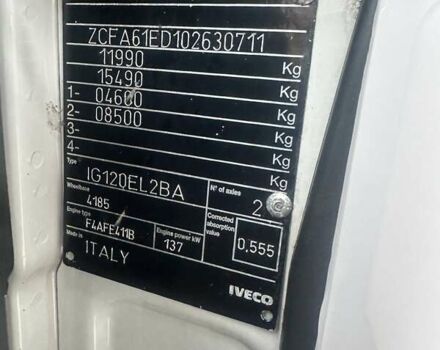 ZCFA61ED102630711
11990 Kg
15490 Kg
1- 04600 Kg
2- 08500 Kg
3- Kg
4- Kg
Type IG120EL2BA
Wheelbase 4185
N° of axles 2
Engine type F4AFE411B
Engine power kW 137
Corrected absorption value 0.555
Made in ITALY
IVECO